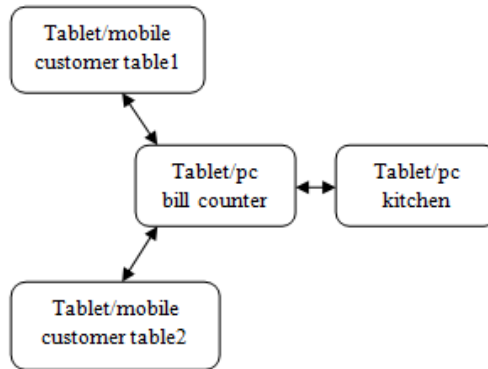 Tablet/mobile
customer table1
Tablet/pc
bill counter
Tablet/pc
kitchen
Tablet/mobile
customer table2